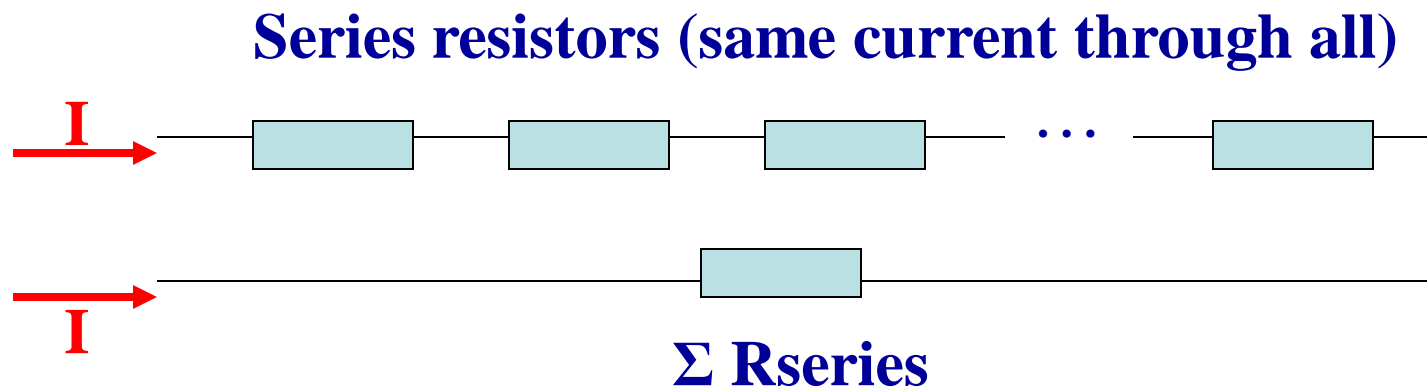 Series resistors (same current through all)
I
. . .
I
Σ Rseries